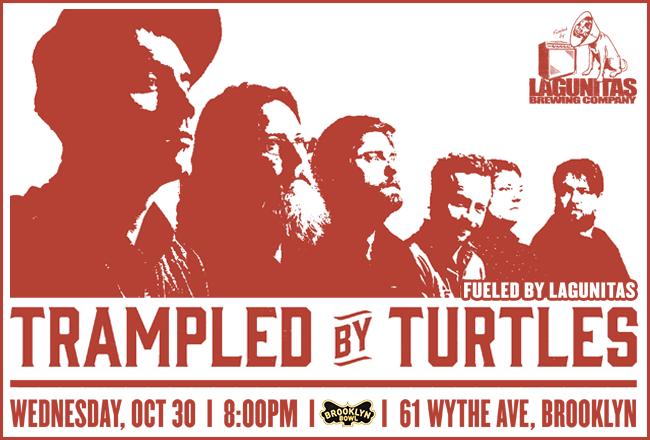 LAGUNITAS
BREWING COMPANY
FUELED BY LAGUNITAS
TRAMPLED BY TURTLES
WEDNESDAY, OCT 30 | 8:00PM | BROOKLYN BOWL | 61 WYTHE AVE, BROOKLYN